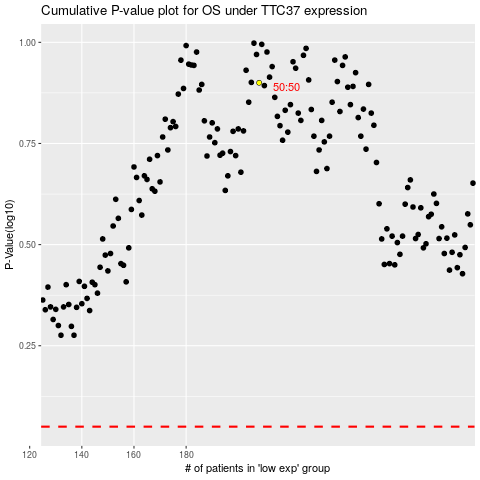 Cumulative P-value plot for OS under TTC37 expression
P-Value(log10)
1.00
0.75
0.50
0.25
50:50
120 140 160 180
# of patients in 'low exp' group